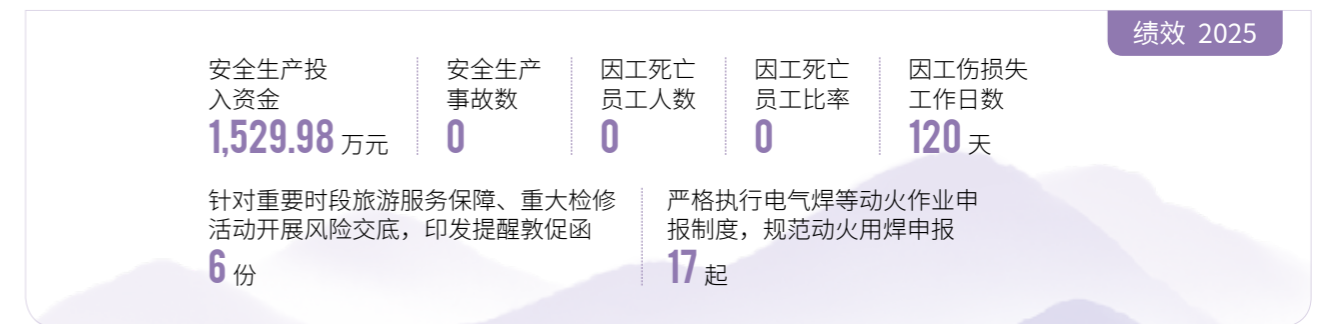 绩效 2025
安全生产投
入资金
1,529.98 万元
安全生产
事故数
0
因工死亡
员工人数
0
因工死亡
员工比率
0
因工伤损失
工作日数
120 天
针对重要时段旅游服务保障、重大检修
活动开展风险交底，印发提醒敦促函
6 份
严格执行电气焊等动火作业申
报制度，规范动火用焊申报
17 起